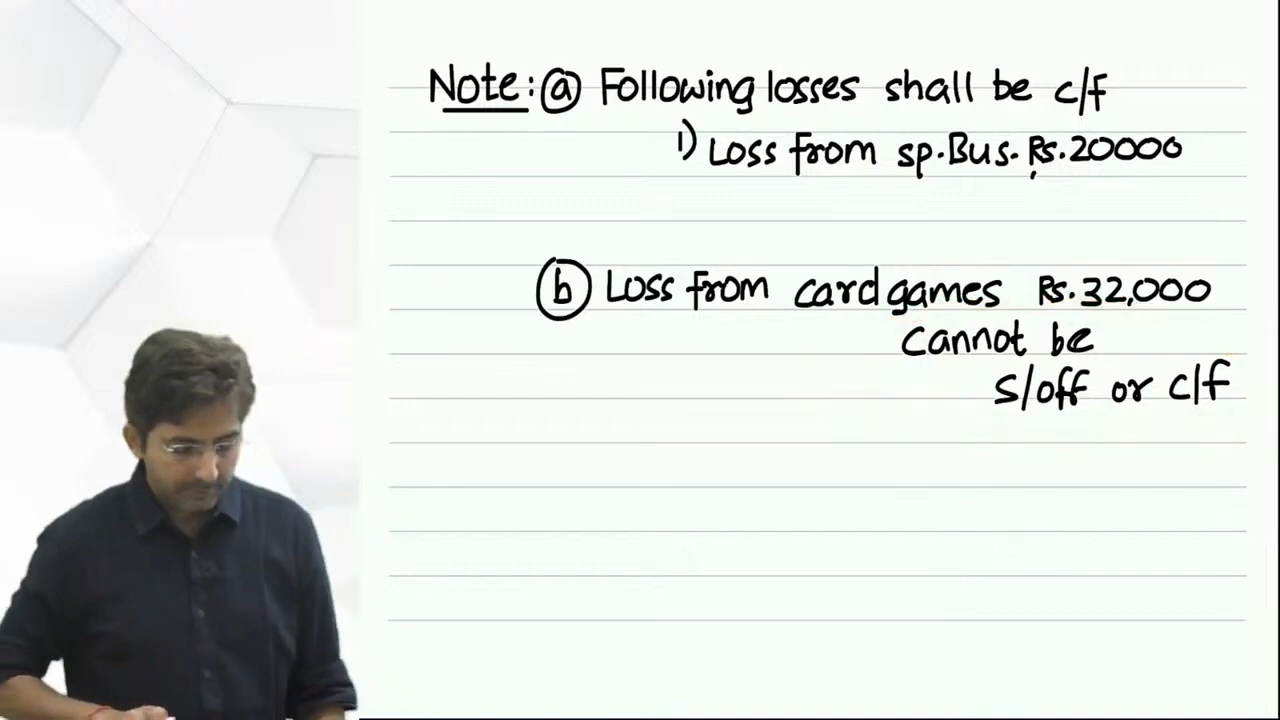 Note: (a) Following losses shall be c/f
1) Loss from sp.Bus. Rs.20000
(b) Loss from card games Rs.32,000
cannot be
s/off or c/f